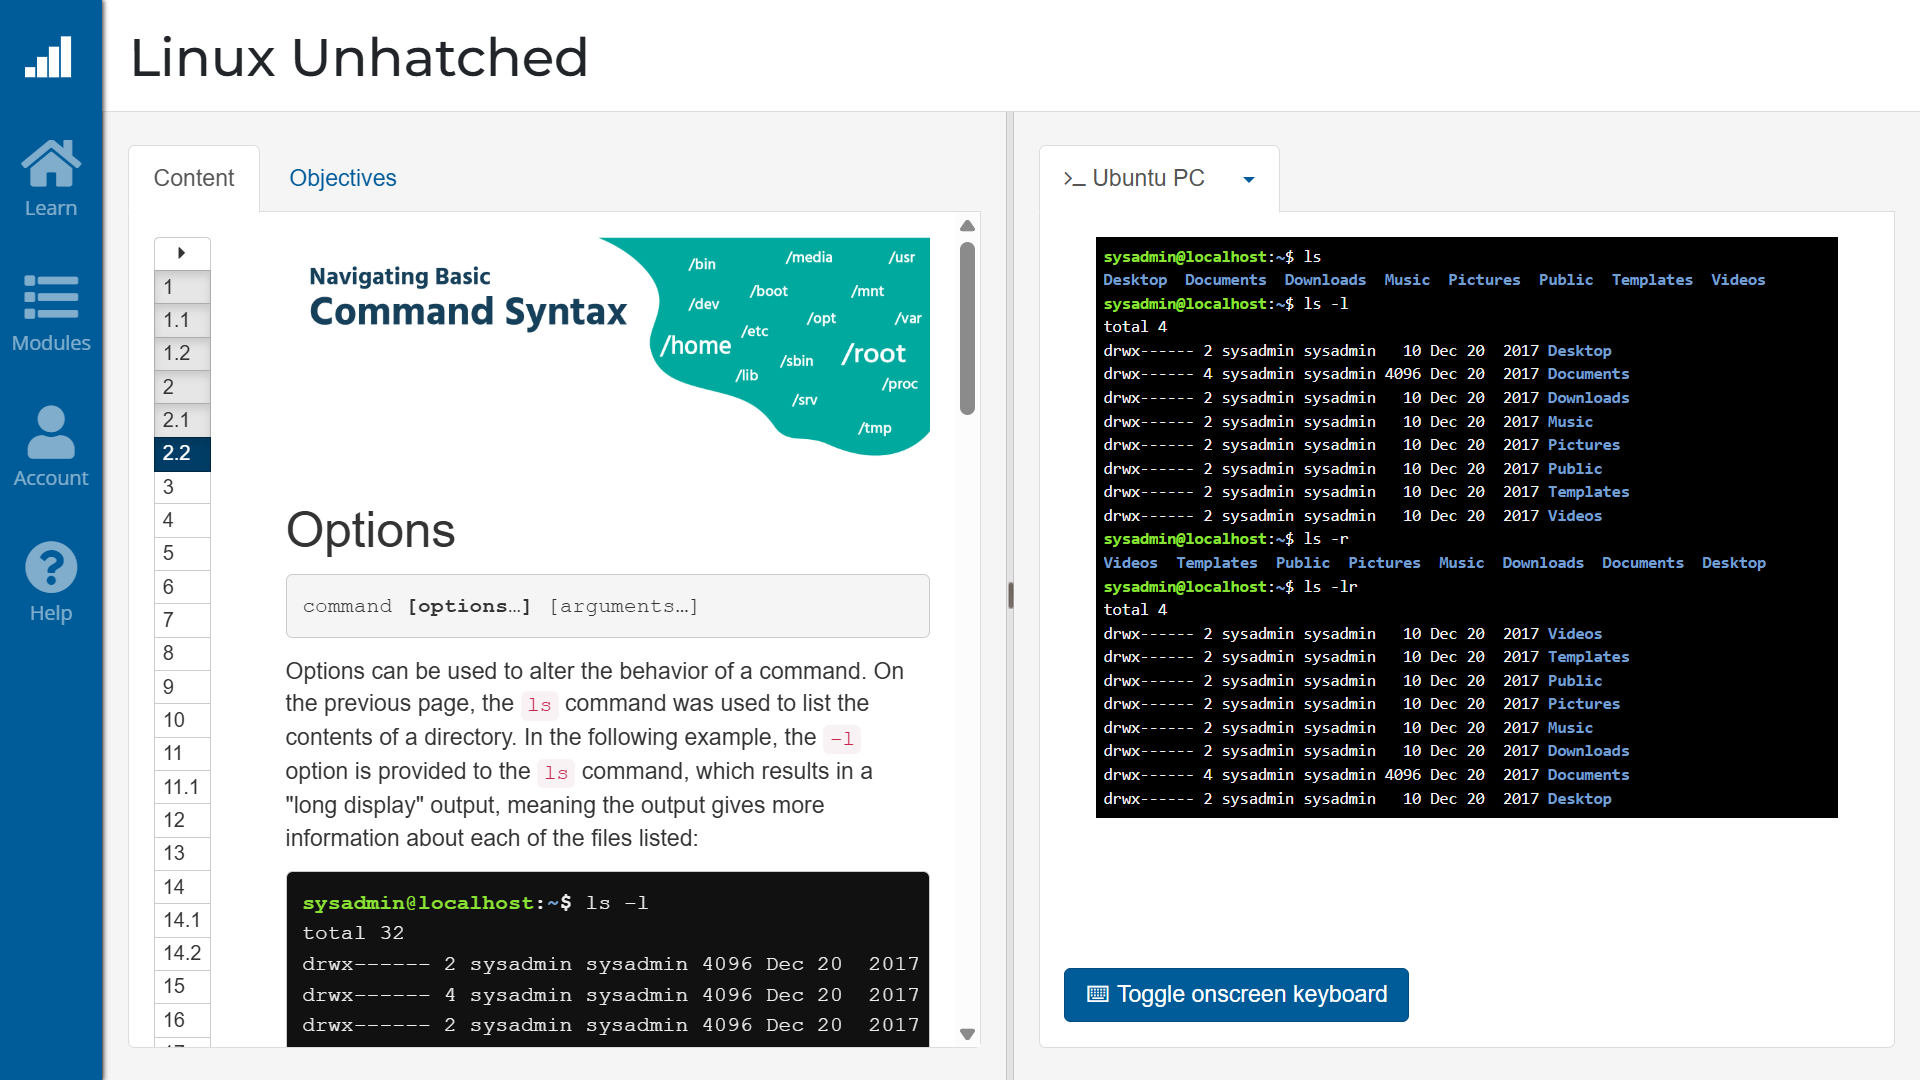 Linux Unhatched
Learn
Modules
Account
Help
Content
Objectives
1
1.1
1.2
2
2.1
2.2
3
4
5
6
7
8
9
10
11
11.1
12
13
14
14.1
14.2
15
16
Navigating Basic
Command Syntax
/bin
/media
/usr
/dev
/boot
/mnt
/etc
/opt
/var
/home
/sbin
/root
/lib
/proc
/srv
/tmp
Options
command [options…] [arguments…]
Options can be used to alter the behavior of a command. On
the previous page, the ls command was used to list the
contents of a directory. In the following example, the -l
option is provided to the ls command, which results in a
"long display" output, meaning the output gives more
information about each of the files listed:
sysadmin@localhost:~$ ls -l
total 32
drwx------ 2 sysadmin sysadmin 4096 Dec 20  2017
drwx------ 4 sysadmin sysadmin 4096 Dec 20  2017
drwx------ 2 sysadmin sysadmin 4096 Dec 20  2017
>_ Ubuntu PC
sysadmin@localhost:~$ ls
Desktop  Documents  Downloads  Music  Pictures  Public  Templates  Videos
sysadmin@localhost:~$ ls -l
total 4
drwx------ 2 sysadmin sysadmin   10 Dec 20  2017 Desktop
drwx------ 4 sysadmin sysadmin 4096 Dec 20  2017 Documents
drwx------ 2 sysadmin sysadmin   10 Dec 20  2017 Downloads
drwx------ 2 sysadmin sysadmin   10 Dec 20  2017 Music
drwx------ 2 sysadmin sysadmin   10 Dec 20  2017 Pictures
drwx------ 2 sysadmin sysadmin   10 Dec 20  2017 Public
drwx------ 2 sysadmin sysadmin   10 Dec 20  2017 Templates
drwx------ 2 sysadmin sysadmin   10 Dec 20  2017 Videos
sysadmin@localhost:~$ ls -r
Videos  Templates  Public  Pictures  Music  Downloads  Documents  Desktop
sysadmin@localhost:~$ ls -lr
total 4
drwx------ 2 sysadmin sysadmin   10 Dec 20  2017 Videos
drwx------ 2 sysadmin sysadmin   10 Dec 20  2017 Templates
drwx------ 2 sysadmin sysadmin   10 Dec 20  2017 Public
drwx------ 2 sysadmin sysadmin   10 Dec 20  2017 Pictures
drwx------ 2 sysadmin sysadmin   10 Dec 20  2017 Music
drwx------ 2 sysadmin sysadmin   10 Dec 20  2017 Downloads
drwx------ 4 sysadmin sysadmin 4096 Dec 20  2017 Documents
drwx------ 2 sysadmin sysadmin   10 Dec 20  2017 Desktop
Toggle onscreen keyboard